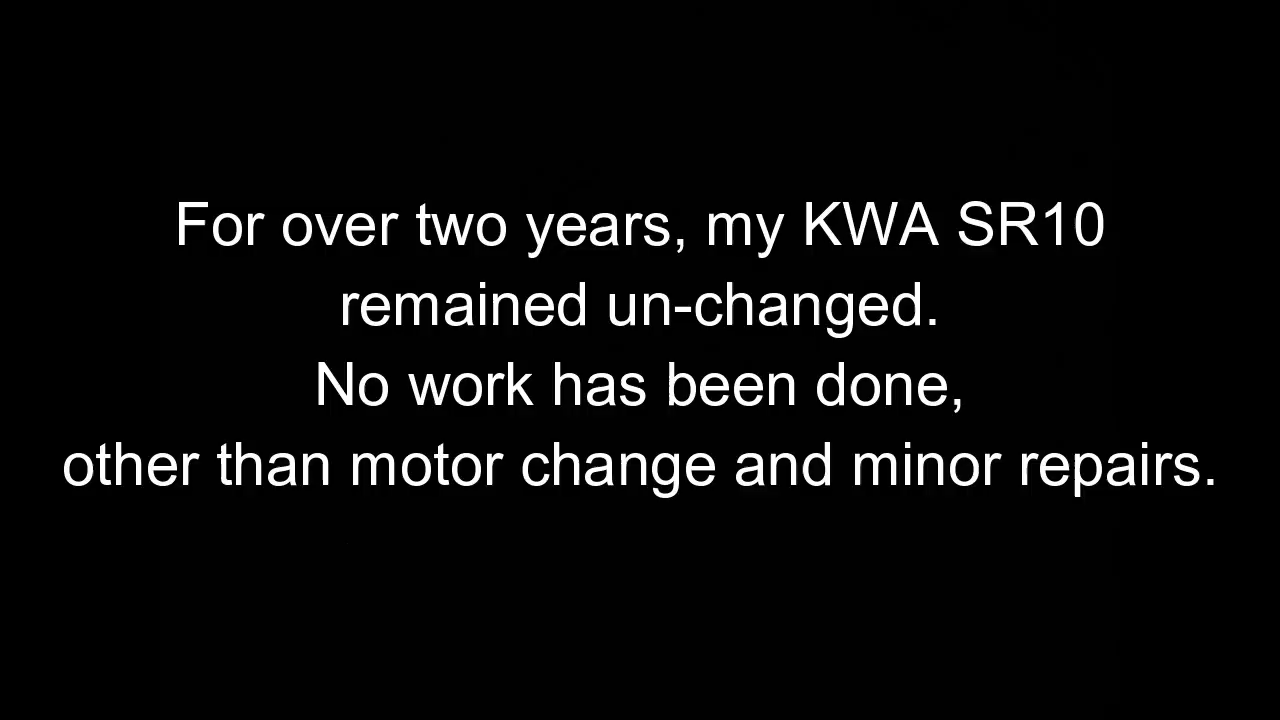 For over two years, my KWA SR10
remained un-changed.
No work has been done,
other than motor change and minor repairs.